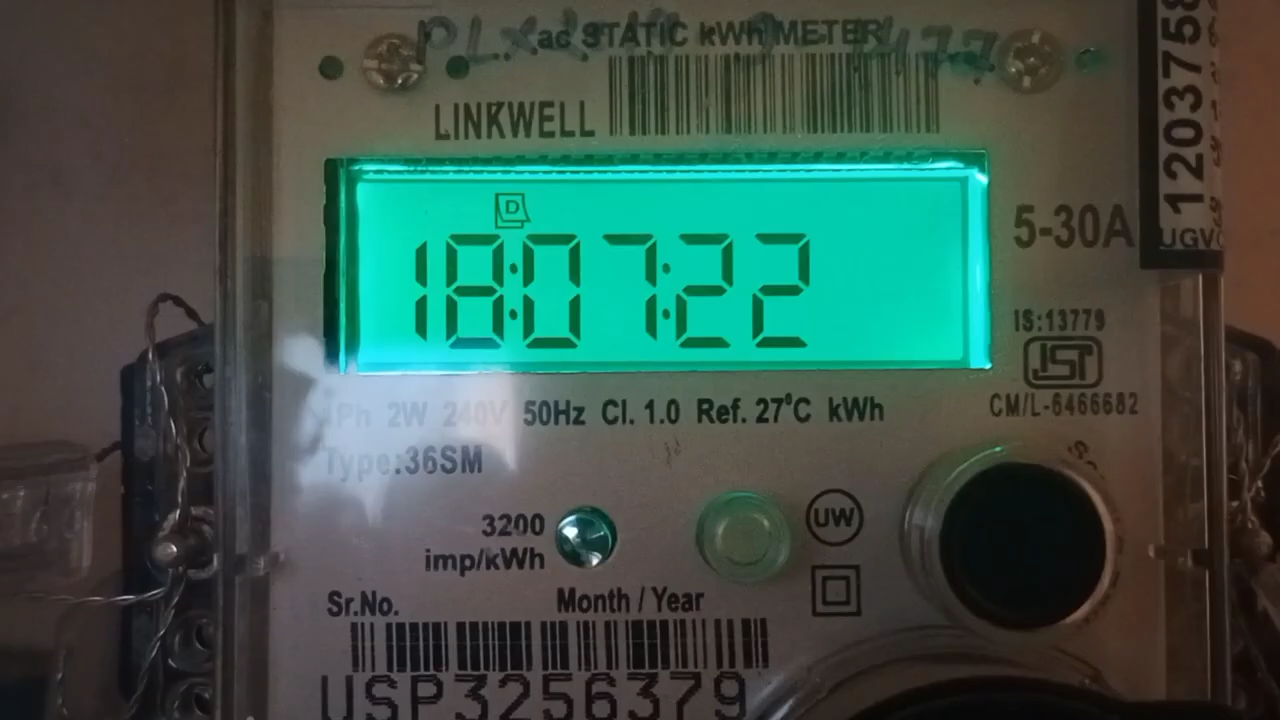 ac STATIC kWh METER
LINKWELL
D
18:07:22
5-30A
IS:13779
ISI
CM/L-6466682
1Ph 2W 240V 50Hz Cl. 1.0 Ref. 27°C kWh
Type:36SM
3200
imp/kWh
UW
Sr.No. Month / Year
USP3256379
1203758